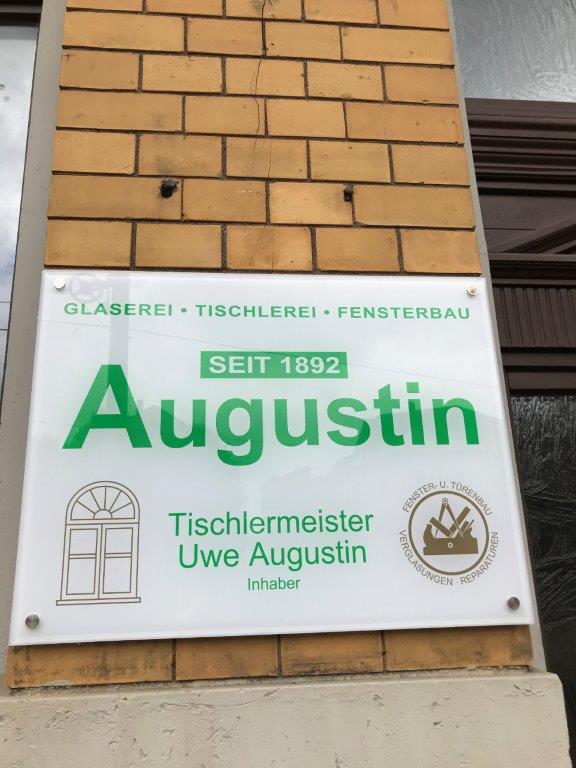 GLASEREI • TISCHLEREI • FENSTERBAU
SEIT 1892
Augustin
Tischlermeister
Uwe Augustin
Inhaber
FENSTER- U. TÜRENBAU
VERGLASUNGEN · REPARATUREN